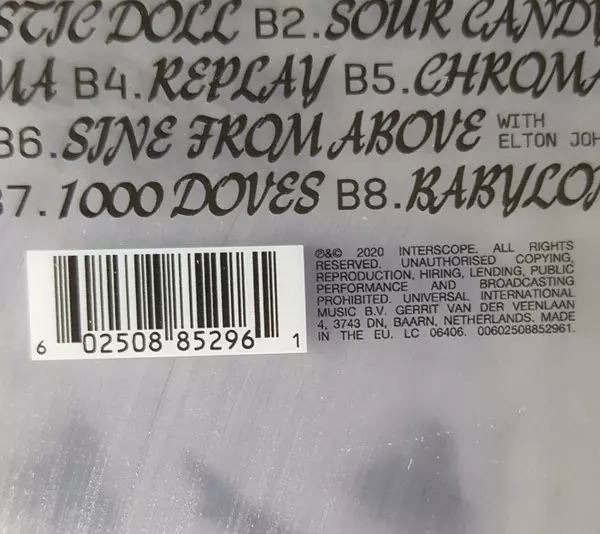 STIC DOLL B2.SOUR CANDY
MA B4.REPLAY B5.CHROMA
B6.SINE FROM ABOVE WITH ELTON JOH
B7.1000 DOVES B8.BABYLON
6 02508 85296 1
℗&© 2020 INTERSCOPE. ALL RIGHTS
RESERVED. UNAUTHORISED COPYING,
REPRODUCTION, HIRING, LENDING, PUBLIC
PERFORMANCE AND BROADCASTING
PROHIBITED. UNIVERSAL INTERNATIONAL
MUSIC B.V. GERRIT VAN DER VEENLAAN
4, 3743 DN, BAARN, NETHERLANDS. MADE
IN THE EU. LC 06406. 00602508852961.